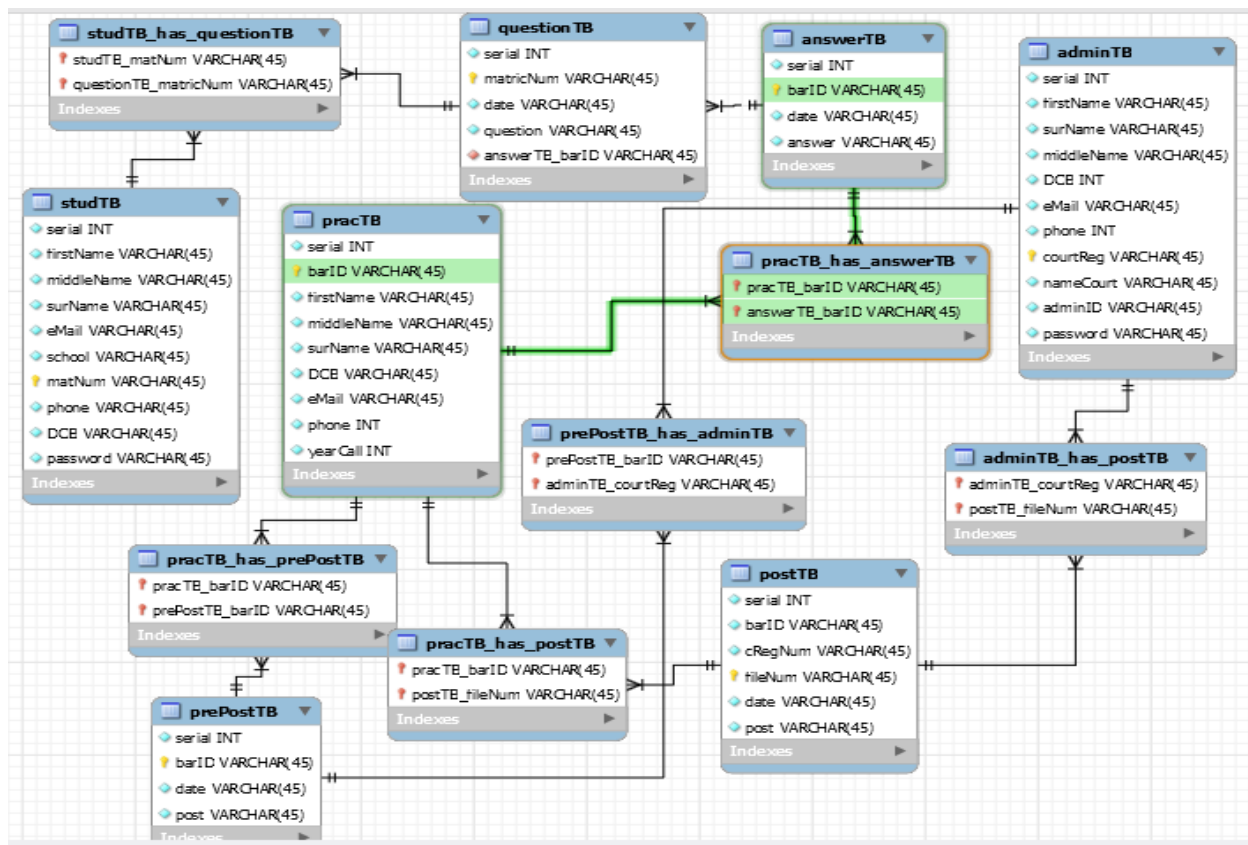 studTB_has_questionTB
studTB_matNum VARCHAR(45)
questionTB_matricNum VARCHAR(45)
Indexes
questionTB
serial INT
matricNum VARCHAR(45)
date VARCHAR(45)
question VARCHAR(45)
answerTB_barID VARCHAR(45)
Indexes
answerTB
serial INT
barID VARCHAR(45)
date VARCHAR(45)
answer VARCHAR(45)
Indexes
adminTB
serial INT
firstName VARCHAR(45)
surName VARCHAR(45)
middleName VARCHAR(45)
DCB INT
eMail VARCHAR(45)
phone INT
courtReg VARCHAR(45)
nameCourt VARCHAR(45)
adminID VARCHAR(45)
password VARCHAR(45)
Indexes
studTB
serial INT
firstName VARCHAR(45)
middleName VARCHAR(45)
surName VARCHAR(45)
eMail VARCHAR(45)
school VARCHAR(45)
matNum VARCHAR(45)
phone VARCHAR(45)
DCB VARCHAR(45)
password VARCHAR(45)
Indexes
pracTB
serial INT
barID VARCHAR(45)
firstName VARCHAR(45)
middleName VARCHAR(45)
surName VARCHAR(45)
DCB VARCHAR(45)
eMail VARCHAR(45)
phone INT
yearCall INT
Indexes
pracTB_has_answerTB
pracTB_barID VARCHAR(45)
answerTB_barID VARCHAR(45)
Indexes
prePostTB_has_adminTB
prePostTB_barID VARCHAR(45)
adminTB_courtReg VARCHAR(45)
Indexes
adminTB_has_postTB
adminTB_courtReg VARCHAR(45)
postTB_fileNum VARCHAR(45)
Indexes
pracTB_has_prePostTB
pracTB_barID VARCHAR(45)
prePostTB_barID VARCHAR(45)
Indexes
pracTB_has_postTB
pracTB_barID VARCHAR(45)
postTB_fileNum VARCHAR(45)
Indexes
postTB
serial INT
barID VARCHAR(45)
cRegNum VARCHAR(45)
fileNum VARCHAR(45)
date VARCHAR(45)
post VARCHAR(45)
Indexes
prePostTB
serial INT
barID VARCHAR(45)
date VARCHAR(45)
post VARCHAR(45)
Indexes